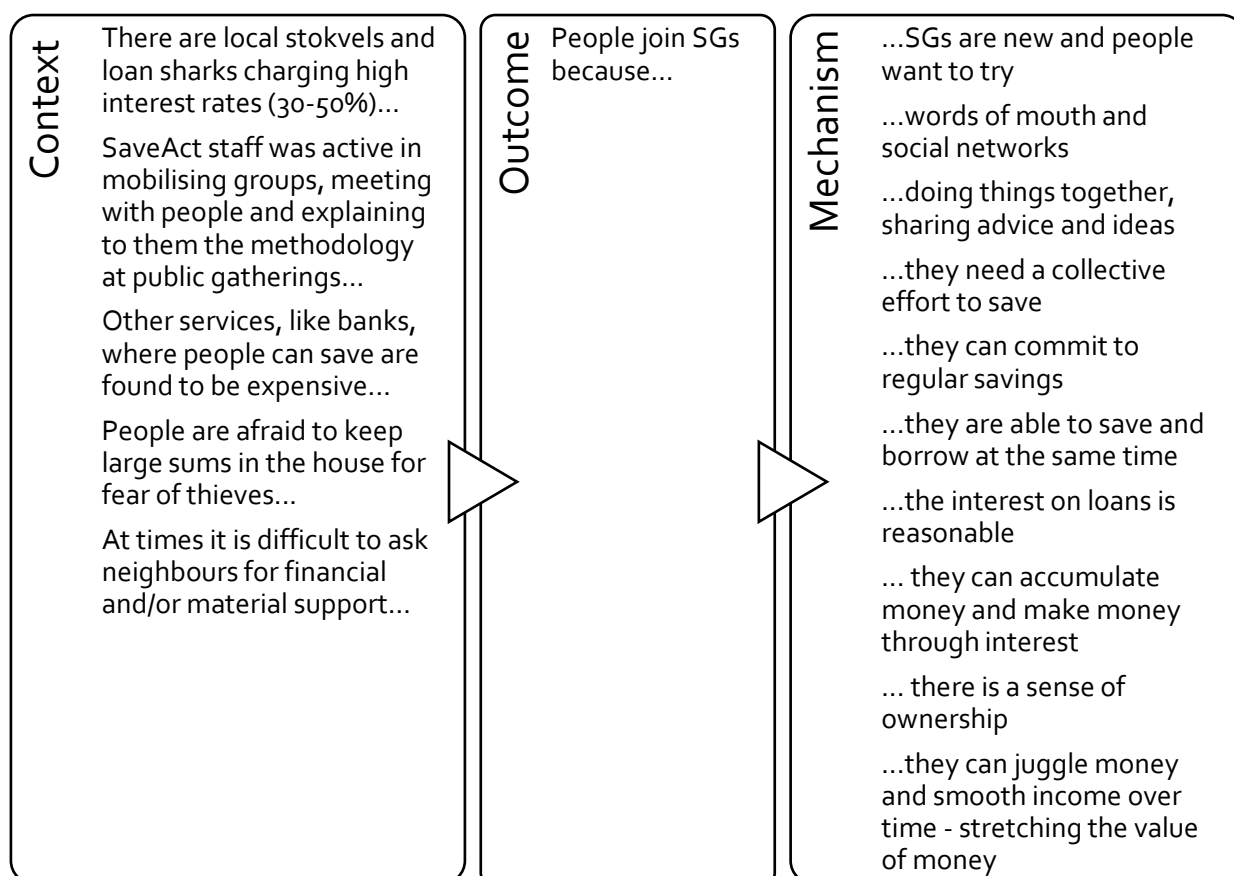 Context
There are local stokvels and
loan sharks charging high
interest rates (30-50%)...
SaveAct staff was active in
mobilising groups, meeting
with people and explaining
to them the methodology
at public gatherings...
Other services, like banks,
where people can save are
found to be expensive...
People are afraid to keep
large sums in the house for
fear of thieves...
At times it is difficult to ask
neighbours for financial
and/or material support...
Outcome
People join SGs
because...
Mechanism
...SGs are new and people
want to try
...words of mouth and
social networks
...doing things together,
sharing advice and ideas
...they need a collective
effort to save
...they can commit to
regular savings
...they are able to save and
borrow at the same time
...the interest on loans is
reasonable
... they can accumulate
money and make money
through interest
... there is a sense of
ownership
...they can juggle money
and smooth income over
time - stretching the value
of money